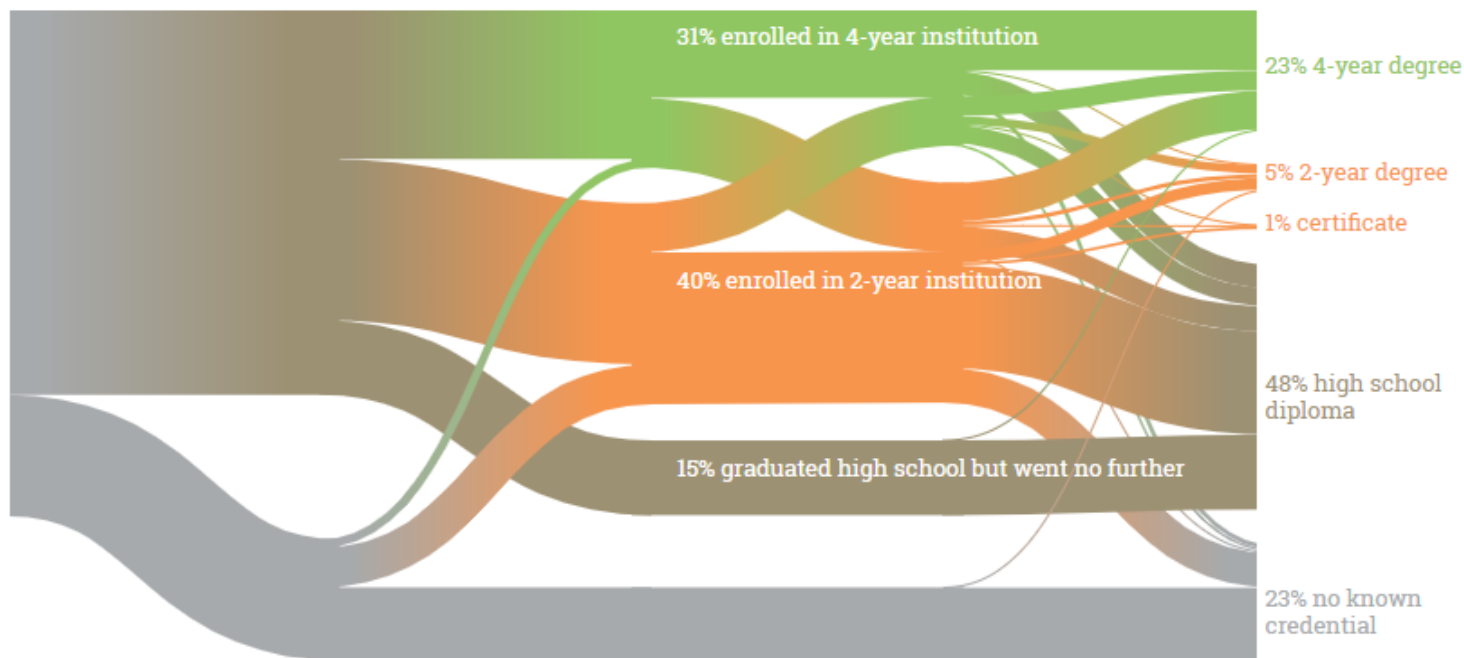 31% enrolled in 4-year institution
23% 4-year degree
5% 2-year degree
1% certificate
40% enrolled in 2-year institution
48% high school
diploma
15% graduated high school but went no further
23% no known
credential